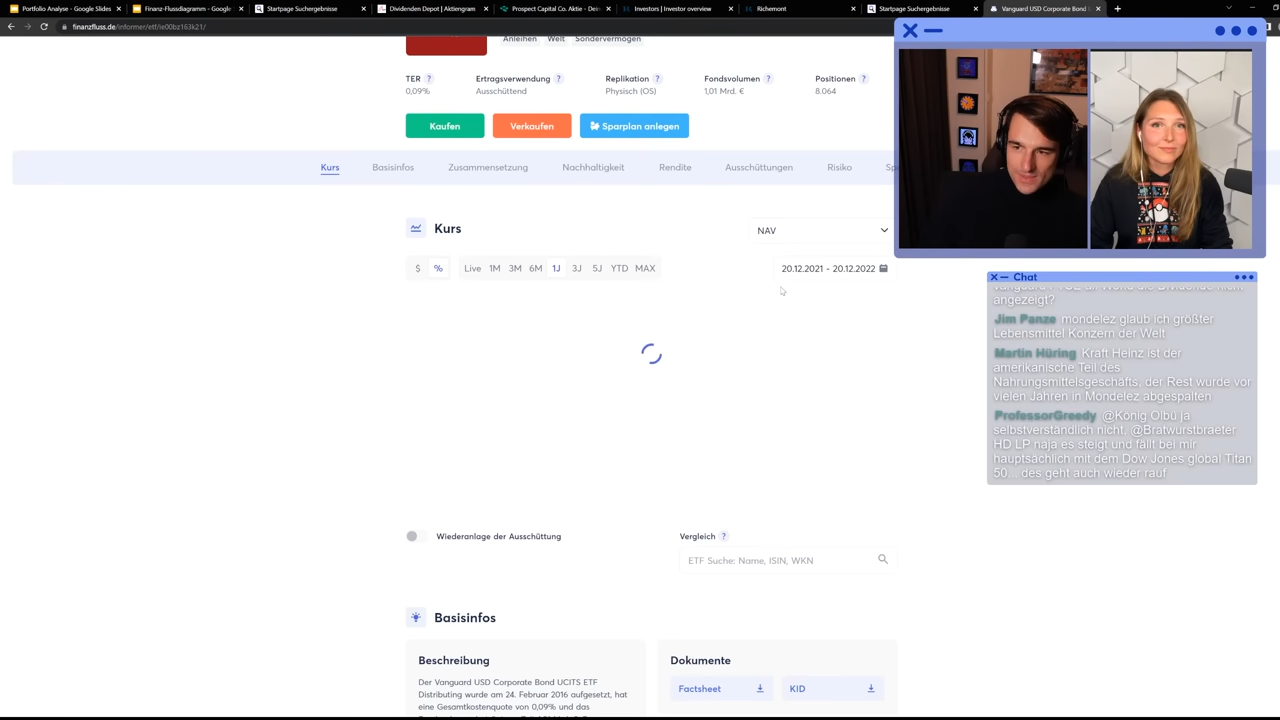 Portfolio Analyse - Google Slides
Finanz-Flussdiagramm - Google
Startpage Suchergebnisse
Dividenden Depot | Aktiengram
Prospect Capital Co. Aktie - Dein
Investors | Investor overview
Richemont
Startpage Suchergebnisse
Vanguard USD Corporate Bond
finanzfluss.de/informer/etf/ie00bz163k21/
Anleihen Welt Sondervermögen
TER ? Ertragsverwendung ? Replikation ? Fondsvolumen ? Positionen ?
0,09% Ausschüttend Physisch (OS) 1,01 Mrd. € 8.064
Kaufen Verkaufen Sparplan anlegen
Kurs Basisinfos Zusammensetzung Nachhaltigkeit Rendite Ausschüttungen Risiko
Kurs
NAV
$ % Live 1M 3M 6M 1J 3J 5J YTD MAX
20.12.2021 - 20.12.2022
Wiederanlage der Ausschüttung
Vergleich ?
ETF Suche: Name, ISIN, WKN
Basisinfos
Beschreibung
Der Vanguard USD Corporate Bond UCITS ETF
Distributing wurde am 24. Februar 2016 aufgesetzt, hat
eine Gesamtkostenquote von 0,09% und das
Dokumente
Factsheet
KID
Chat
angezeigt?
Jim Panze mondelez glaub ich größter
Lebensmittel Konzern der Welt
Martin Hüring Kraft Heinz ist der
amerikanische Teil des
Nahrungsmittelsgeschäfts, der Rest wurde vor
vielen Jahren in Mondelez abgespalten
ProfessorGreedy @König Olbu ja
selbstverständlich nicht, @Bratwurstbraeter
HD LP naja es steigt und fällt bei mir
hauptsächlich mit dem Dow Jones global Titan
50... des geht auch wieder rauf